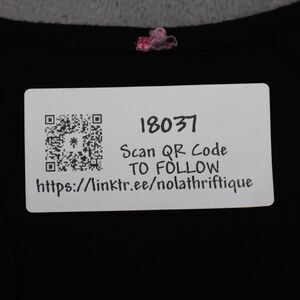 18037
Scan QR Code
TO FOLLOW
https://linktr.ee/nolathriftique